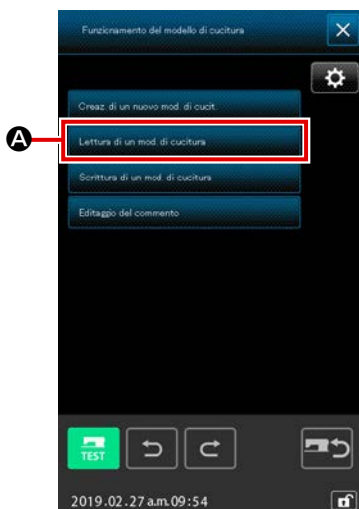 Funzionamento del modello di cucitura
Creaz. di un nuovo mod. di cucit.
A
Lettura di un mod. di cucitura
Scrittura di un mod. di cucitura
Editaggio del commento
TEST
2019.02.27 a.m.09:54